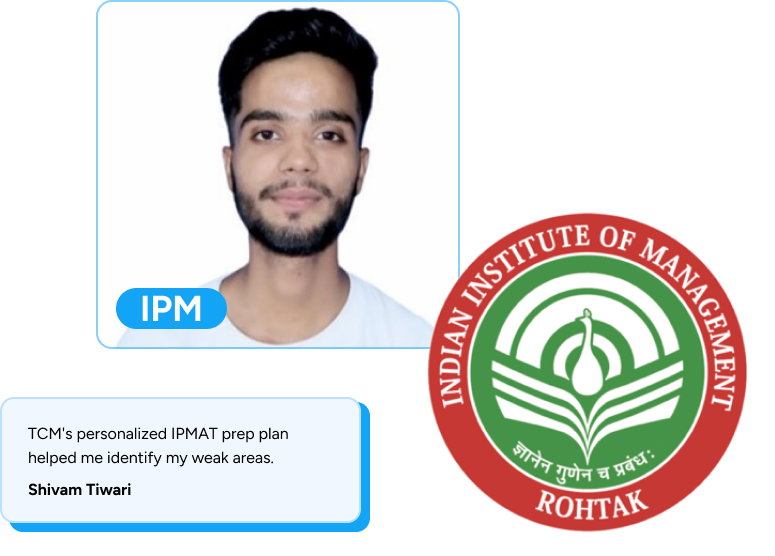 IPM
INDIAN INSTITUTE OF MANAGEMENT
ज्ञानेन गुणेन च प्रबंधः
ROHTAK
TCM's personalized IPMAT prep plan
helped me identify my weak areas.
Shivam Tiwari